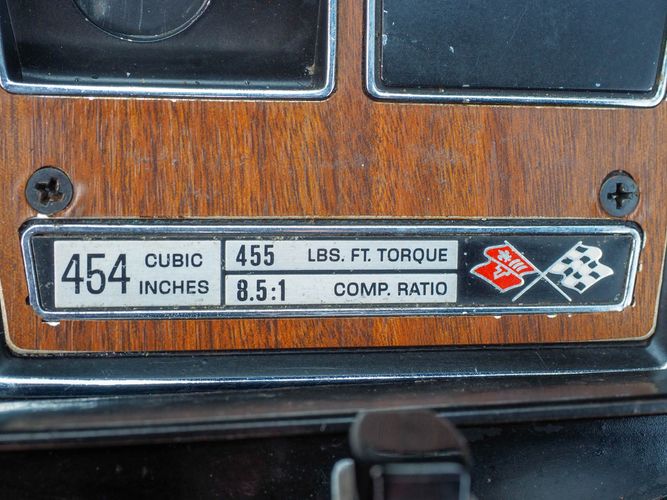 454 CUBIC INCHES
455 LBS. FT. TORQUE
8.5:1 COMP. RATIO